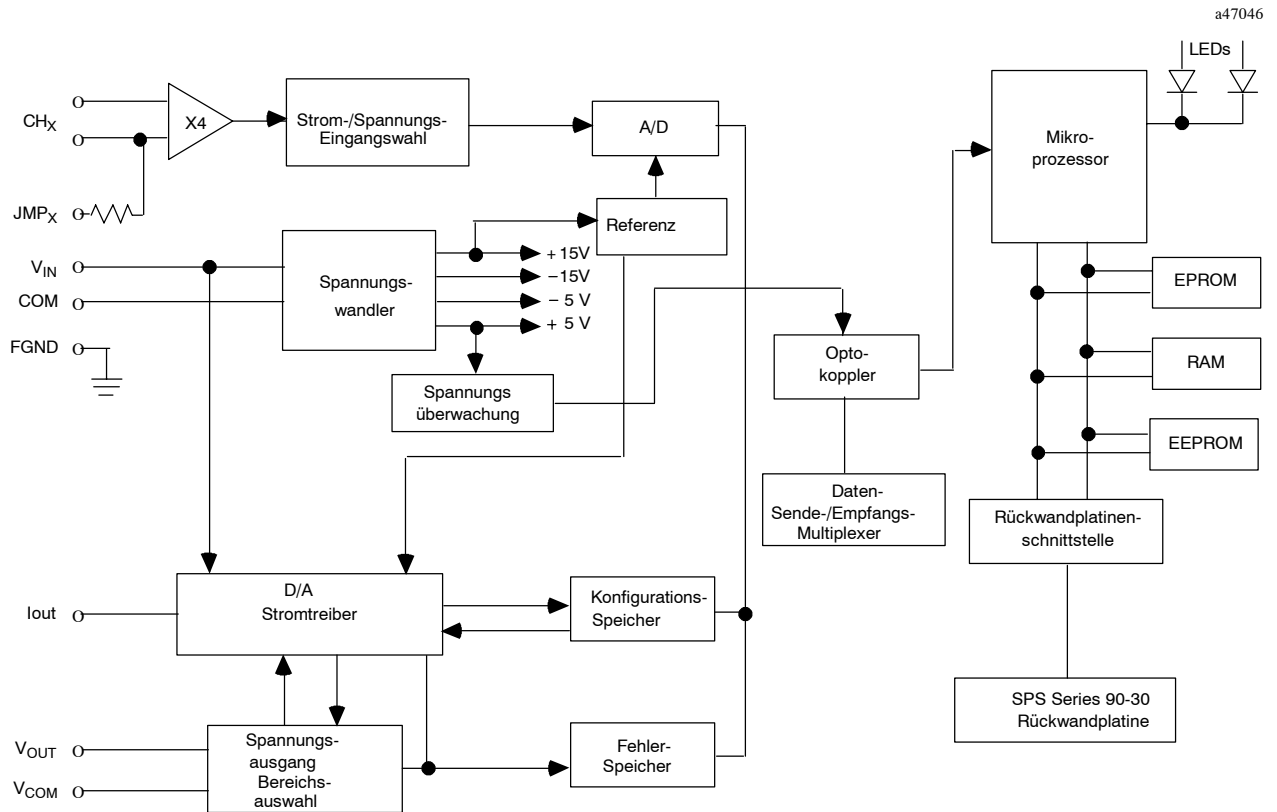 a47046
LEDs
CHX
X4
Strom-/Spannungs-
Eingangswahl
A/D
Mikro-
prozessor
JMPX
Referenz
VIN
COM
FGND
Spannungs-
wandler
+ 15V
– 15V
– 5 V
+ 5 V
EPROM
RAM
EEPROM
Opto-
koppler
Spannungs
überwachung
Daten-
Sende-/Empfangs-
Multiplexer
Rückwandplatinen-
schnittstelle
Iout
D/A
Stromtreiber
Konfigurations-
Speicher
SPS Series 90-30
Rückwandplatine
VOUT
VCOM
Spannungs-
ausgang
Bereichs-
auswahl
Fehler-
Speicher